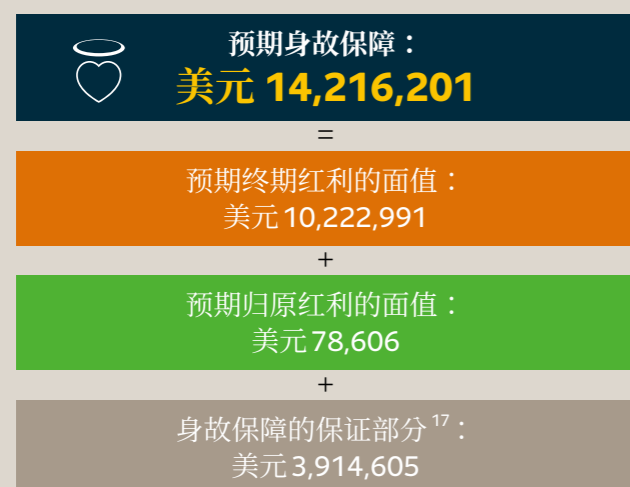 预期身故保障：
美元 14,216,201
=
预期终期红利的面值：
美元 10,222,991
+
预期归原红利的面值：
美元 78,606
+
身故保障的保证部分17：
美元 3,914,605